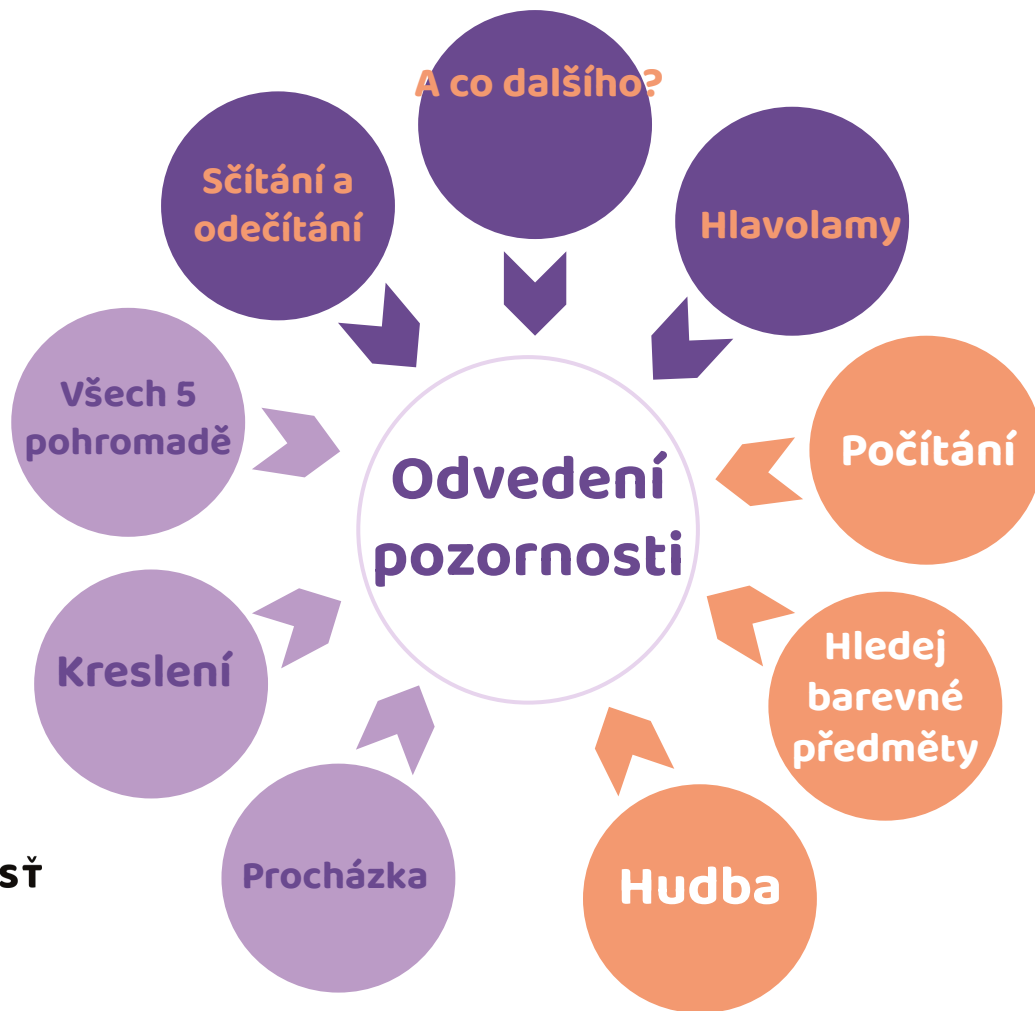 A co dalšího?
Sčítání a
odečítání
Hlavolamy
Všech 5
pohromadě
Počítání
Odvedení
pozornosti
Kreslení
Hledej
barevné
předměty
Procházka
Hudba
SŤ